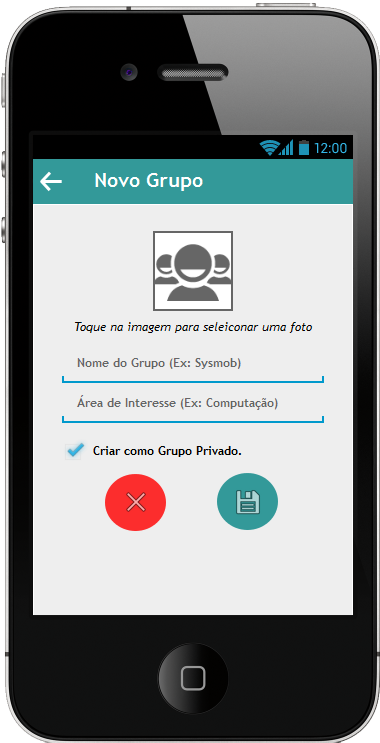 12:00
Novo Grupo
Toque na imagem para seleiconar uma foto
Nome do Grupo (Ex: Sysmob)
Área de Interesse (Ex: Computação)
Criar como Grupo Privado.